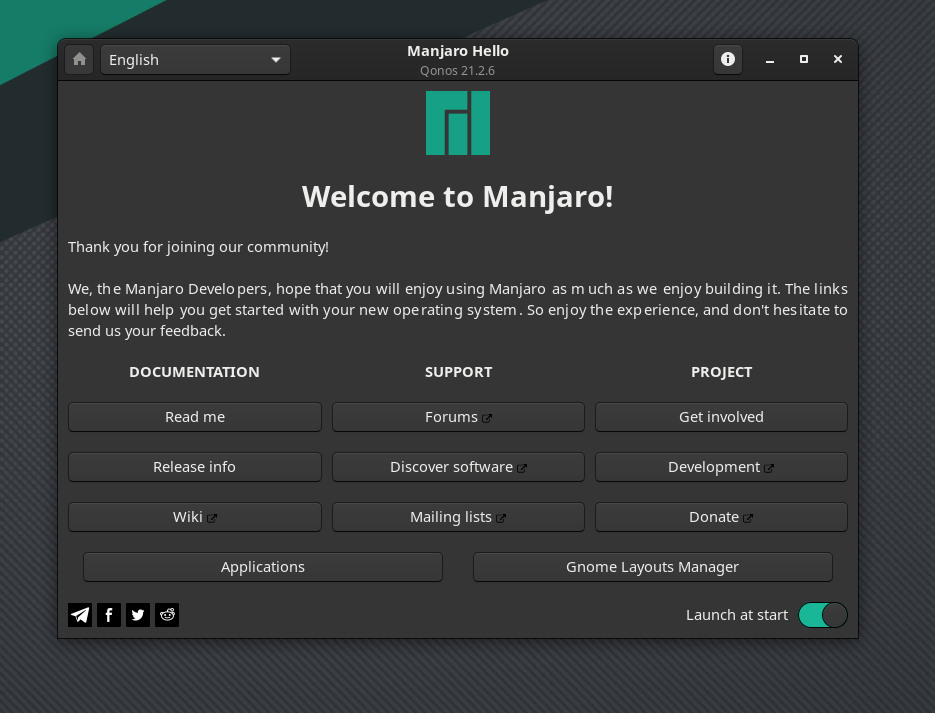 English
Manjaro Hello
Qonos 21.2.6
Welcome to Manjaro!
Thank you for joining our community!
We, the Manjaro Developers, hope that you will enjoy using Manjaro as much as we enjoy building it. The links
below will help you get started with your new operating system. So enjoy the experience, and don't hesitate to
send us your feedback.
DOCUMENTATION SUPPORT PROJECT
Read me Forums Get involved
Release info Discover software Development
Wiki Mailing lists Donate
Applications Gnome Layouts Manager
Launch at start